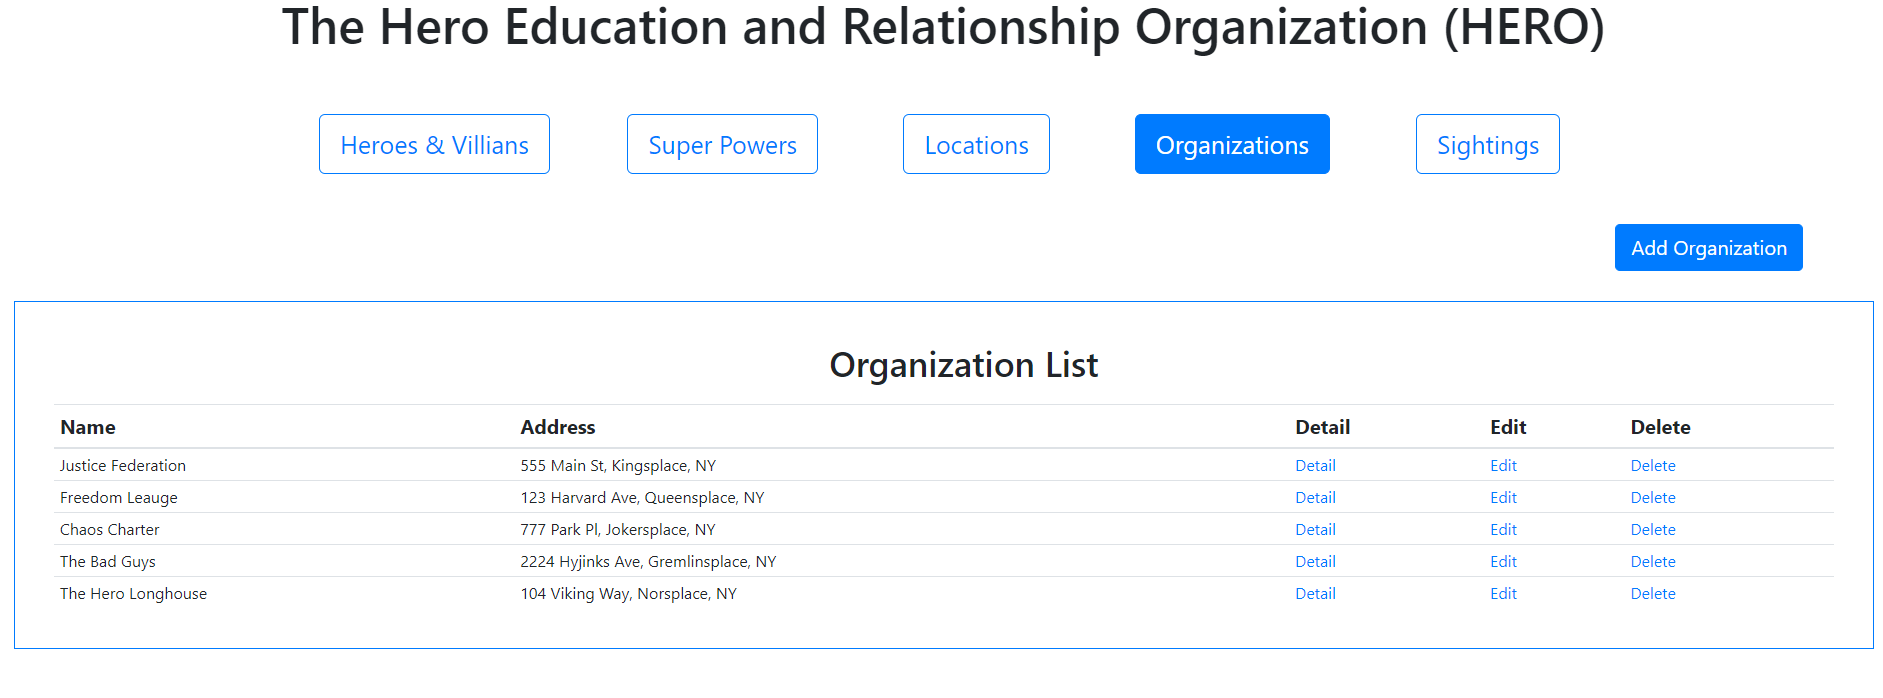 The Hero Education and Relationship Organization (HERO)
Heroes & Villians Super Powers Locations Organizations Sightings
Add Organization
Organization List
Name Address Detail Edit Delete
Justice Federation 555 Main St, Kingsplace, NY Detail Edit Delete
Freedom Leauge 123 Harvard Ave, Queensplace, NY Detail Edit Delete
Chaos Charter 777 Park Pl, Jokersplace, NY Detail Edit Delete
The Bad Guys 2224 Hyjinks Ave, Gremlinsplace, NY Detail Edit Delete
The Hero Longhouse 104 Viking Way, Norsplace, NY Detail Edit Delete